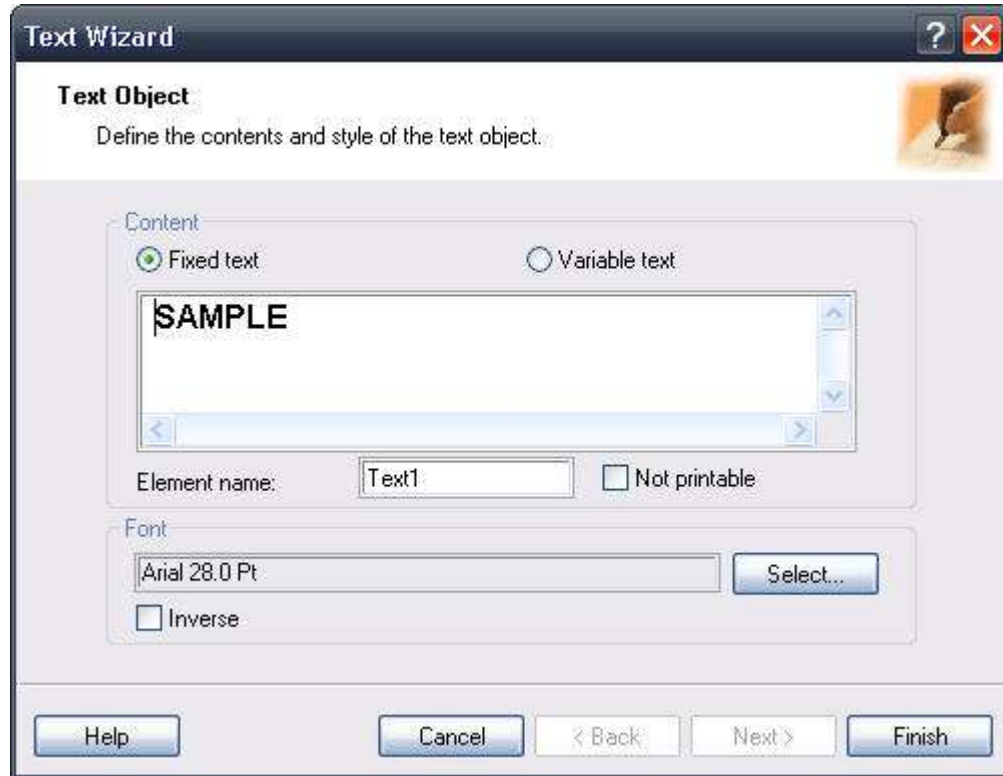 Text Wizard
?
Text Object
Define the contents and style of the text object.
Content
Fixed text Variable text
SAMPLE
Element name: Text1 Not printable
Font
Arial 28.0 Pt Select...
Inverse
Help Cancel < Back Next > Finish